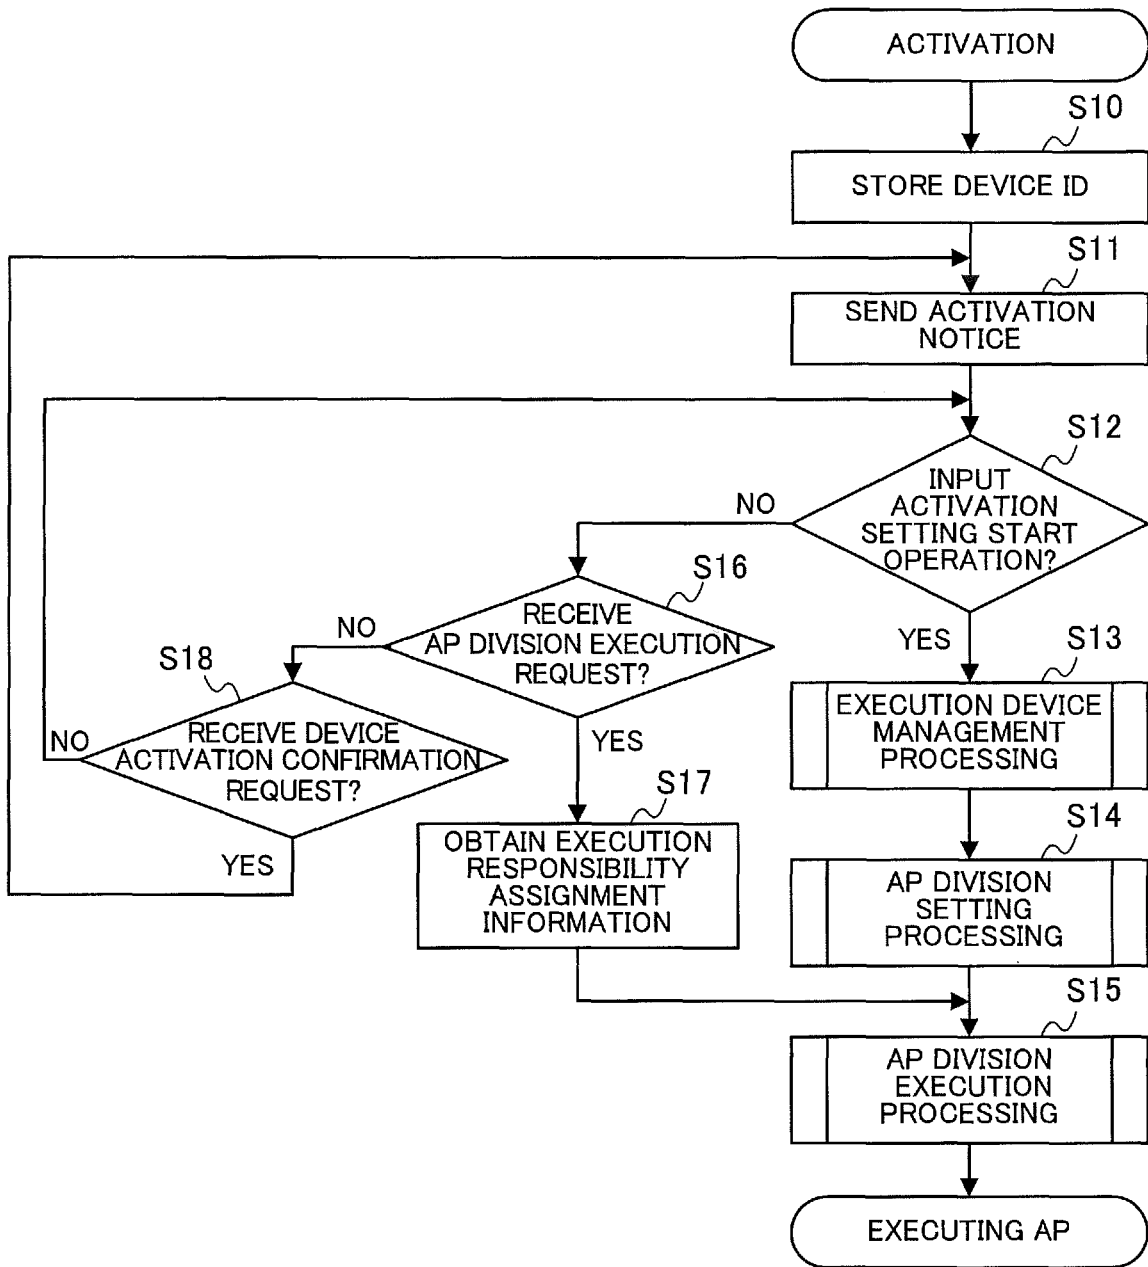 ACTIVATION
S10
STORE DEVICE ID
S11
SEND ACTIVATION
NOTICE
S12
INPUT
ACTIVATION
SETTING START
OPERATION?
NO
YES
S16
RECEIVE
AP DIVISION EXECUTION
REQUEST?
NO
YES
S18
RECEIVE DEVICE
ACTIVATION CONFIRMATION
REQUEST?
NO
YES
S13
EXECUTION DEVICE
MANAGEMENT
PROCESSING
S17
OBTAIN EXECUTION
RESPONSIBILITY
ASSIGNMENT
INFORMATION
S14
AP DIVISION
SETTING
PROCESSING
S15
AP DIVISION
EXECUTION
PROCESSING
EXECUTING AP